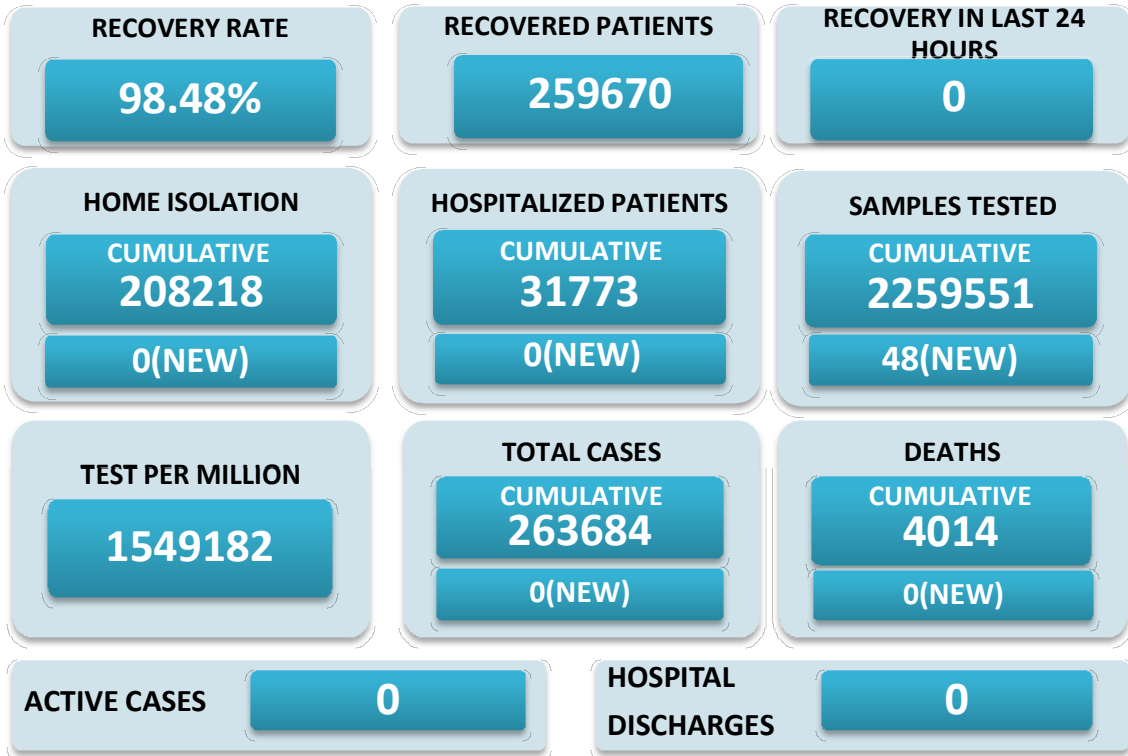 RECOVERY RATE
98.48%
RECOVERED PATIENTS
259670
RECOVERY IN LAST 24
HOURS
0
HOME ISOLATION
CUMULATIVE
208218
0(NEW)
HOSPITALIZED PATIENTS
CUMULATIVE
31773
0(NEW)
SAMPLES TESTED
CUMULATIVE
2259551
48(NEW)
TEST PER MILLION
1549182
TOTAL CASES
CUMULATIVE
263684
0(NEW)
DEATHS
CUMULATIVE
4014
0(NEW)
ACTIVE CASES
0
HOSPITAL
DISCHARGES
0